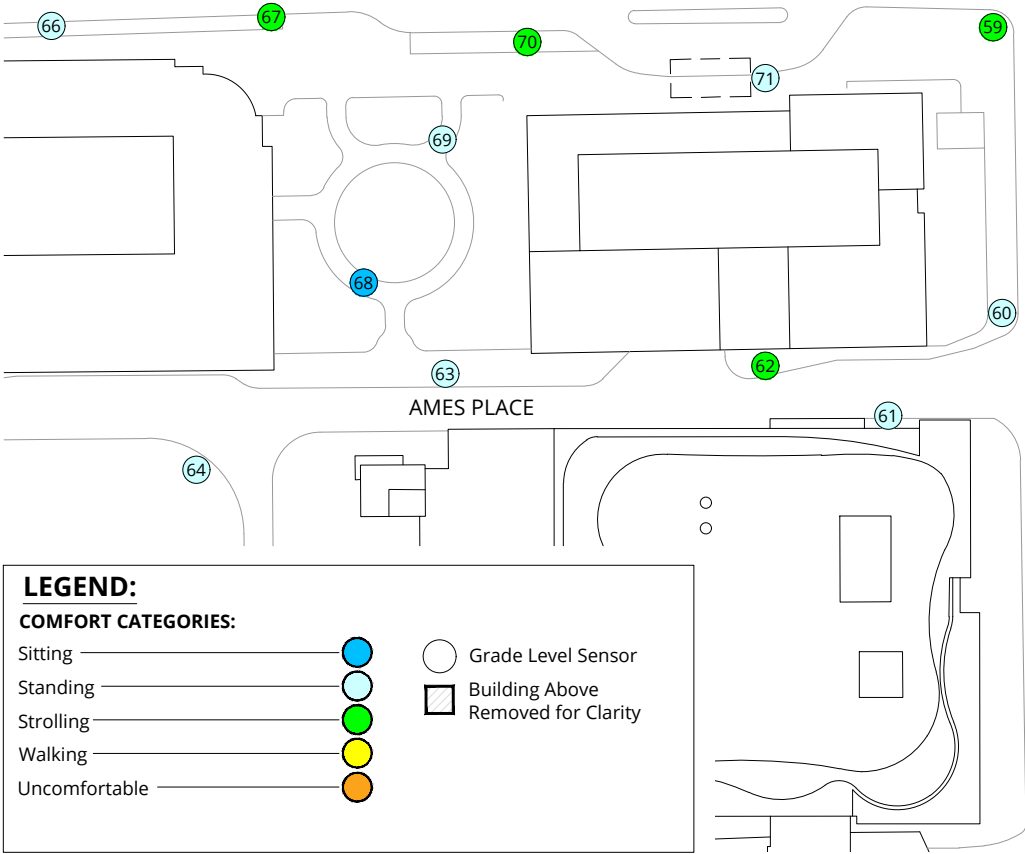 66
67
70
71
59
69
68
60
62
63
AMES PLACE
61
64
LEGEND:
COMFORT CATEGORIES:
Sitting
Standing
Strolling
Walking
Uncomfortable
Grade Level Sensor
Building Above
Removed for Clarity